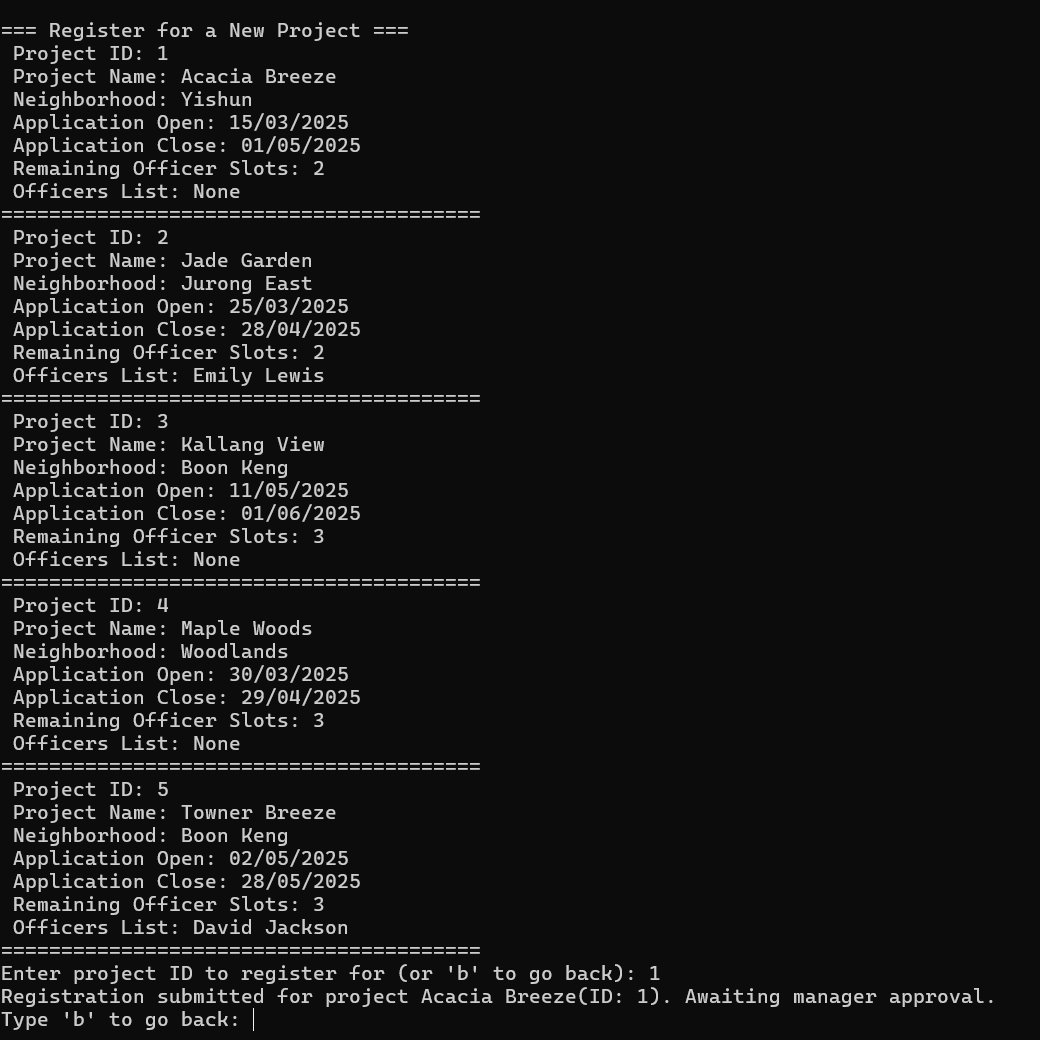 === Register for a New Project ===
Project ID: 1
Project Name: Acacia Breeze
Neighborhood: Yishun
Application Open: 15/03/2025
Application Close: 01/05/2025
Remaining Officer Slots: 2
Officers List: None
========================================
Project ID: 2
Project Name: Jade Garden
Neighborhood: Jurong East
Application Open: 25/03/2025
Application Close: 28/04/2025
Remaining Officer Slots: 2
Officers List: Emily Lewis
========================================
Project ID: 3
Project Name: Kallang View
Neighborhood: Boon Keng
Application Open: 11/05/2025
Application Close: 01/06/2025
Remaining Officer Slots: 3
Officers List: None
========================================
Project ID: 4
Project Name: Maple Woods
Neighborhood: Woodlands
Application Open: 30/03/2025
Application Close: 29/04/2025
Remaining Officer Slots: 3
Officers List: None
========================================
Project ID: 5
Project Name: Towner Breeze
Neighborhood: Boon Keng
Application Open: 02/05/2025
Application Close: 28/05/2025
Remaining Officer Slots: 3
Officers List: David Jackson
========================================
Enter project ID to register for (or 'b' to go back): 1
Registration submitted for project Acacia Breeze(ID: 1). Awaiting manager approval.
Type 'b' to go back: